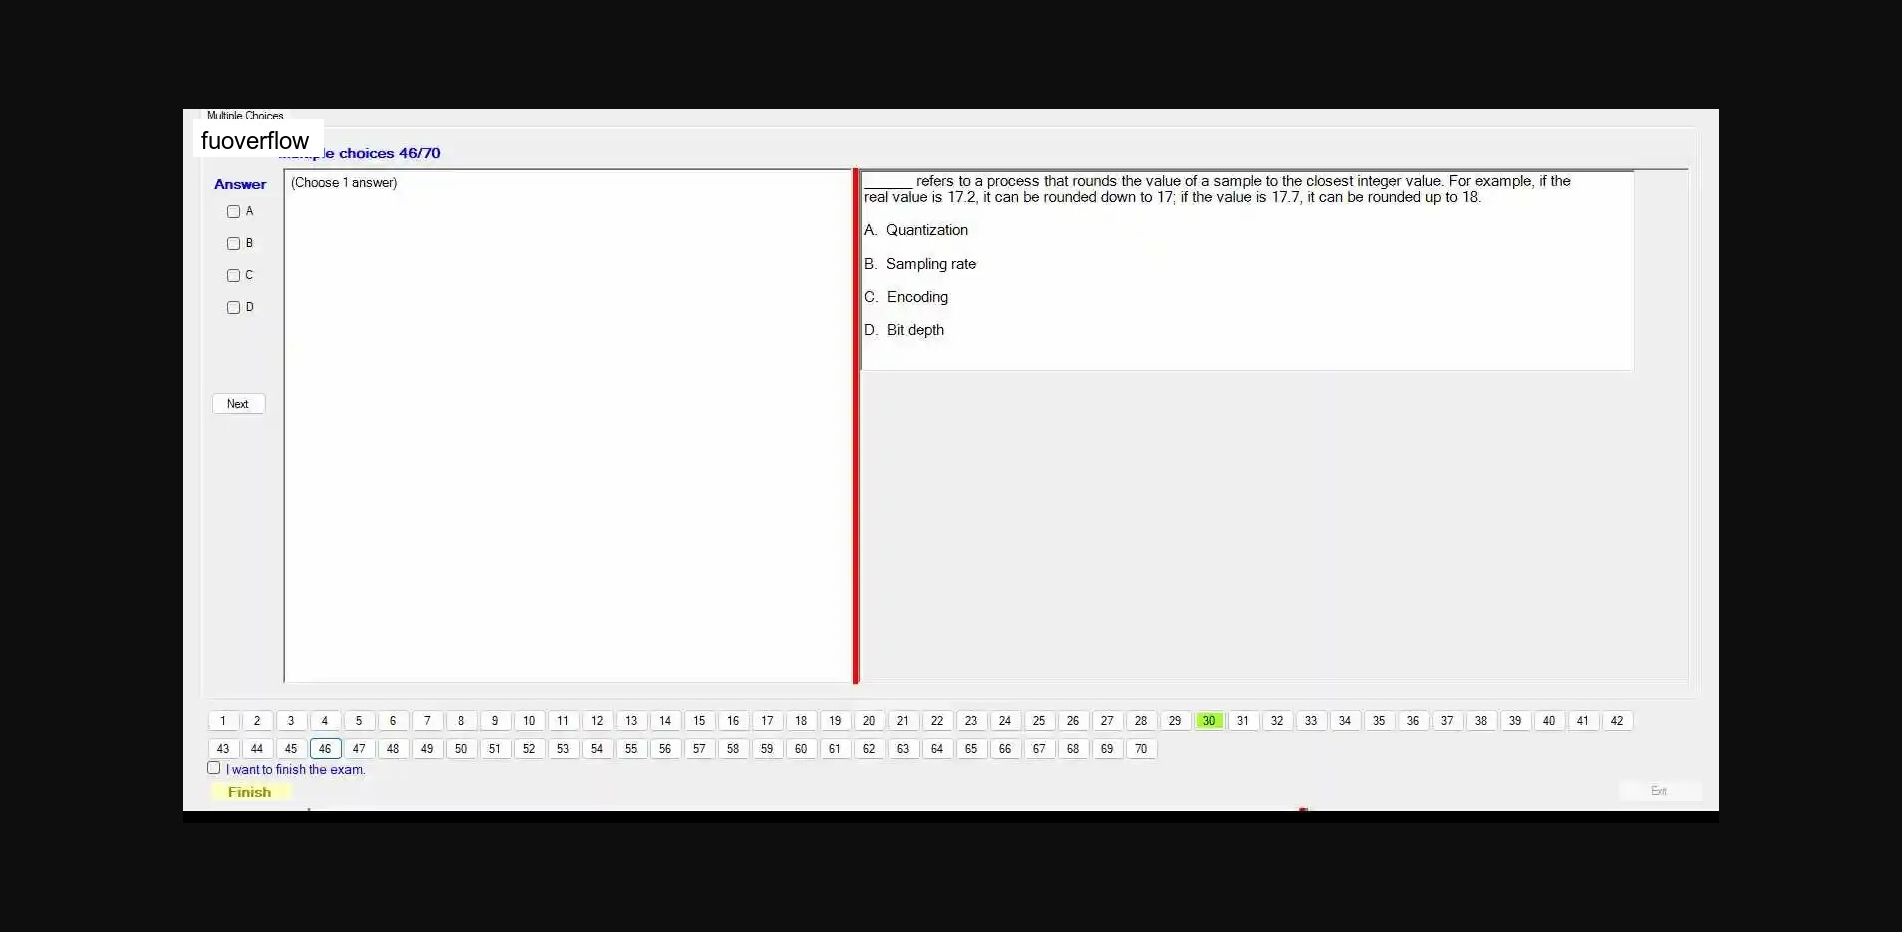 Multiple Choices
fuoverflow
choices 46/70
Answer
(Choose 1 answer)
A
B
C
D
Next
______ refers to a process that rounds the value of a sample to the closest integer value. For example, if the
real value is 17.2, it can be rounded down to 17; if the value is 17.7, it can be rounded up to 18.
A. Quantization
B. Sampling rate
C. Encoding
D. Bit depth
1 2 3 4 5 6 7 8 9 10 11 12 13 14 15 16 17 18 19 20 21 22 23 24 25 26 27 28 29 30 31 32 33 34 35 36 37 38 39 40 41 42
43 44 45 46 47 48 49 50 51 52 53 54 55 56 57 58 59 60 61 62 63 64 65 66 67 68 69 70
I want to finish the exam.
Finish
Exit